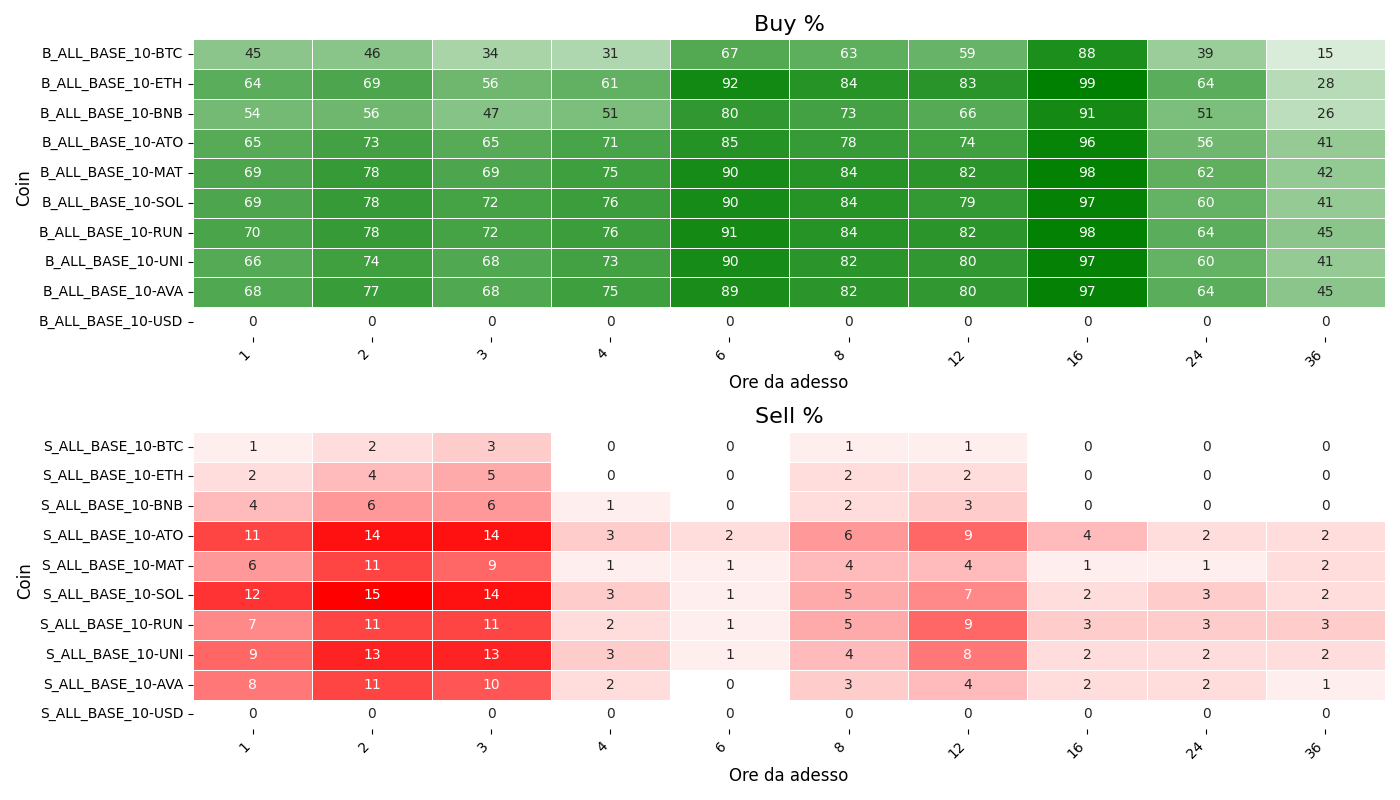 Buy %
Coin
B_ALL_BASE_10-BTC 45 46 34 31 67 63 59 88 39 15
B_ALL_BASE_10-ETH 64 69 56 61 92 84 83 99 64 28
B_ALL_BASE_10-BNB 54 56 47 51 80 73 66 91 51 26
B_ALL_BASE_10-ATO 65 73 65 71 85 78 74 96 56 41
B_ALL_BASE_10-MAT 69 78 69 75 90 84 82 98 62 42
B_ALL_BASE_10-SOL 69 78 72 76 90 84 79 97 60 41
B_ALL_BASE_10-RUN 70 78 72 76 91 84 82 98 64 45
B_ALL_BASE_10-UNI 66 74 68 73 90 82 80 97 60 41
B_ALL_BASE_10-AVA 68 77 68 75 89 82 80 97 64 45
B_ALL_BASE_10-USD 0 0 0 0 0 0 0 0 0 0
1 2 3 4 6 8 12 16 24 36
Ore da adesso
Sell %
Coin
S_ALL_BASE_10-BTC 1 2 3 0 0 1 1 0 0 0
S_ALL_BASE_10-ETH 2 4 5 0 0 2 2 0 0 0
S_ALL_BASE_10-BNB 4 6 6 1 0 2 3 0 0 0
S_ALL_BASE_10-ATO 11 14 14 3 2 6 9 4 2 2
S_ALL_BASE_10-MAT 6 11 9 1 1 4 4 1 1 2
S_ALL_BASE_10-SOL 12 15 14 3 1 5 7 2 3 2
S_ALL_BASE_10-RUN 7 11 11 2 1 5 9 3 3 3
S_ALL_BASE_10-UNI 9 13 13 3 1 4 8 2 2 2
S_ALL_BASE_10-AVA 8 11 10 2 0 3 4 2 2 1
S_ALL_BASE_10-USD 0 0 0 0 0 0 0 0 0 0
1 2 3 4 6 8 12 16 24 36
Ore da adesso